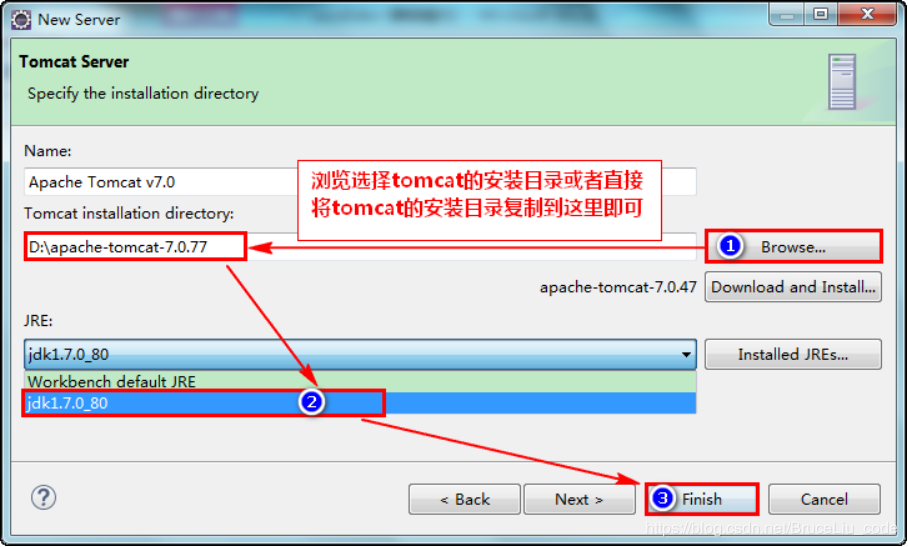 New Server
Tomcat Server
Specify the installation directory
Name:
Apache Tomcat v7.0
浏览选择tomcat的安装目录或者直接
将tomcat的安装目录复制到这里即可
Tomcat installation directory:
D:\apache-tomcat-7.0.77
1 Browse...
apache-tomcat-7.0.47 Download and Install...
JRE:
jdk1.7.0_80 Installed JREs...
Workbench default JRE
jdk1.7.0_80 2
? < Back Next > 3 Finish Cancel
https://blog.csdn.net/BruceLiu_code